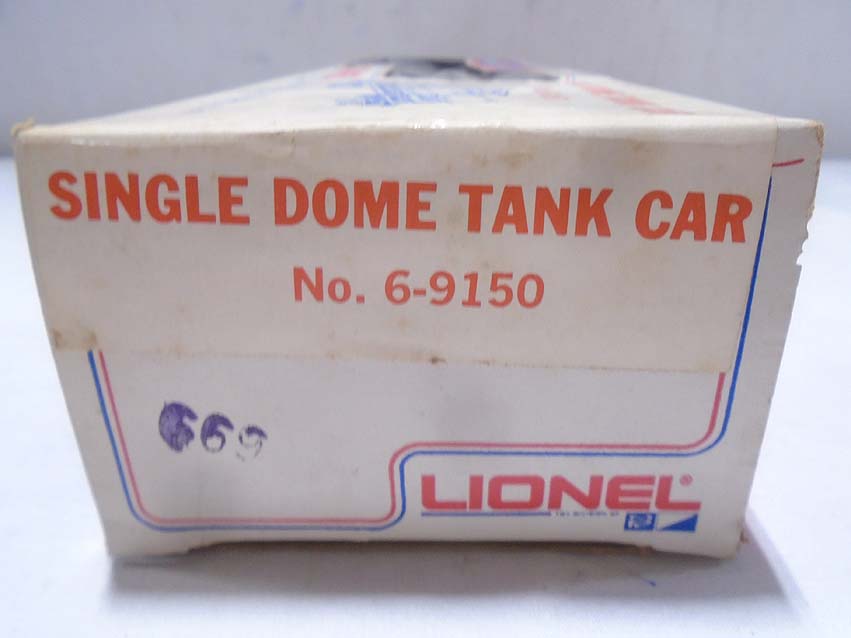 SINGLE DOME TANK CAR
No. 6-9150
669
LIONEL®